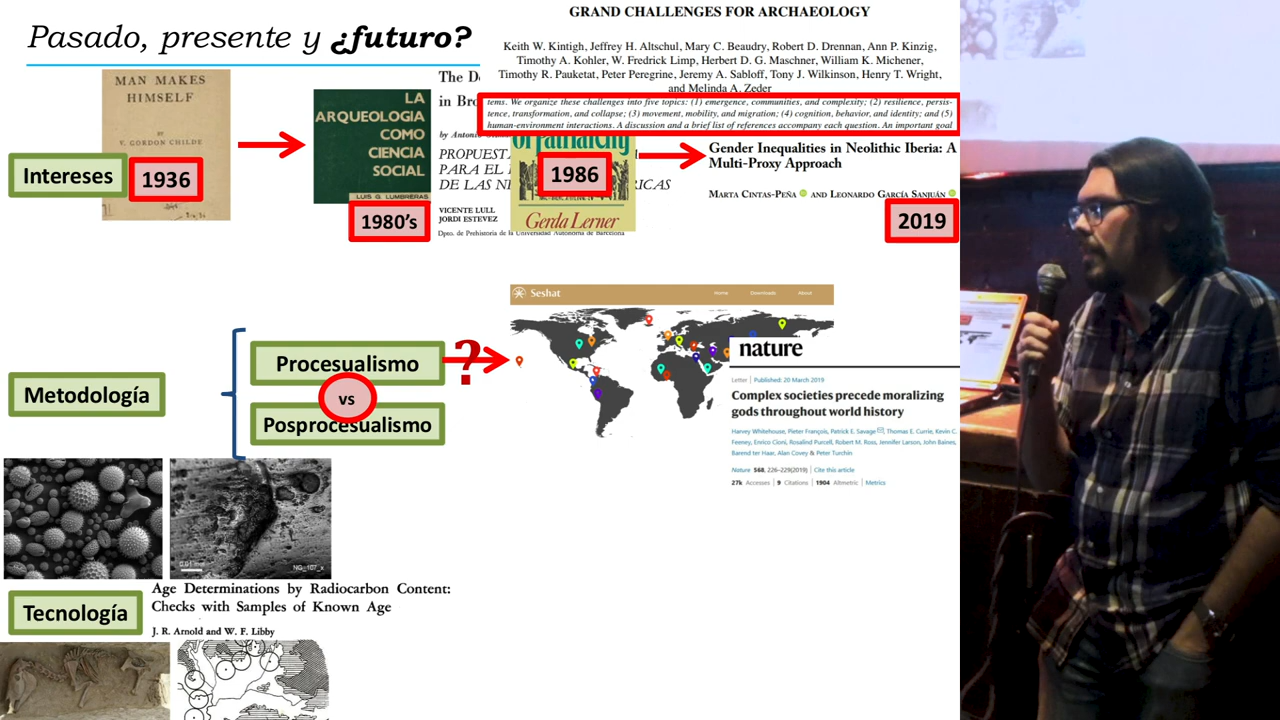 Pasado, presente y ¿futuro?
GRAND CHALLENGES FOR ARCHAEOLOGY
Keith W. Kintigh, Jeffrey H. Altschul, Mary C. Beaudry, Robert D. Drennan, Ann P. Kinzig,
Timothy A. Kohler, W. Fredrick Limp, Herbert D. G. Maschner, William K. Michener,
Timothy R. Pauketat, Peter Peregrine, Jeremy A. Sabloff, Tony J. Wilkinson, Henry T. Wright,
and Melinda A. Zeder
tems. We organize these challenges into five topics: (1) emergence, communities, and complexity; (2) resilience, persis-
tence, transformation, and collapse; (3) movement, mobility, and migration; (4) cognition, behavior, and identity; and (5)
human-environment interactions. A discussion and a brief list of references accompany each question. An important goal
Intereses
MAN MAKES
HIMSELF
BY
V. GORDON CHILDE
1936
LA
ARQUEOLOGIA
COMO
CIENCIA
SOCIAL
LUIS G. LUMBRERAS
1980's
The
in Bro
by Antoni
PROPUEST
PARA EL
DE LAS NE RICAS
VICENTE LULL
JORDI ESTEVEZ
Dpto. de Prehistoria de la Universidad Autonoma de Barcelona
of Patriarchy
1986
Gerda Lerner
Gender Inequalities in Neolithic Iberia: A
Multi-Proxy Approach
MARTA CINTAS-PEÑA AND LEONARDO GARCÍA SANJUÁN
2019
Metodología
Procesualismo
vs
Posprocesualismo
?
Seshat
Home Downloads About
nature
Letter | Published: 20 March 2019
Complex societies precede moralizing
gods throughout world history
Harvey Whitehouse, Pieter François, Patrick E. Savage, Thomas E. Currie, Kevin C.
Feeney, Enrico Cioni, Rosalind Purcell, Robert M. Ross, Jennifer Larson, John Baines,
Barend ter Haar, Alan Covey & Peter Turchin
Nature 568, 226–229(2019) | Cite this article
27k Accesses | 9 Citations | 1904 Altmetric | Metrics
0.01 mm
NG_107_x
Tecnología
Age Determinations by Radiocarbon Content:
Checks with Samples of Known Age
J. R. Arnold and W. F. Libby